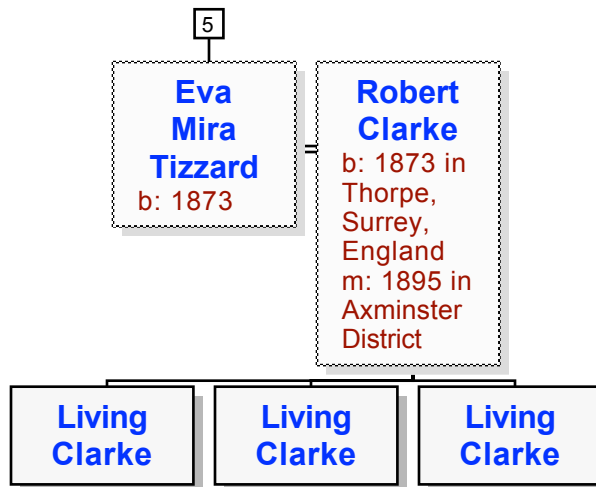 5
Eva
Mira
Tizzard
b: 1873
Robert
Clarke
b: 1873 in
Thorpe,
Surrey,
England
m: 1895 in
Axminster
District
Living
Clarke
Living
Clarke
Living
Clarke